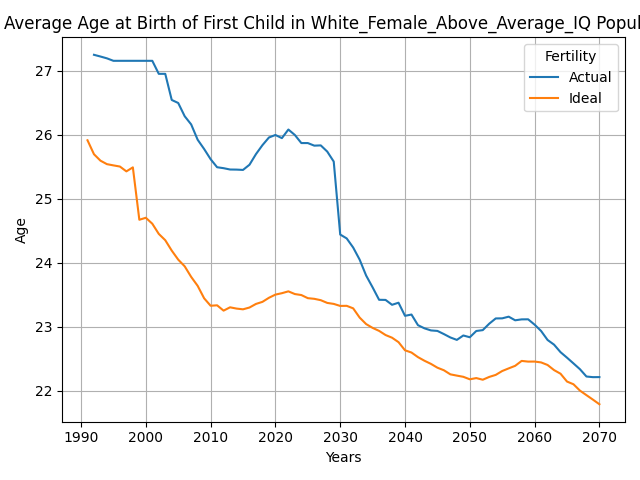 Average Age at Birth of First Child in White_Female_Above_Average_IQ Popul
Fertility
Actual
Ideal
Age
27
26
25
24
23
22
1990 2000 2010 2020 2030 2040 2050 2060 2070
Years